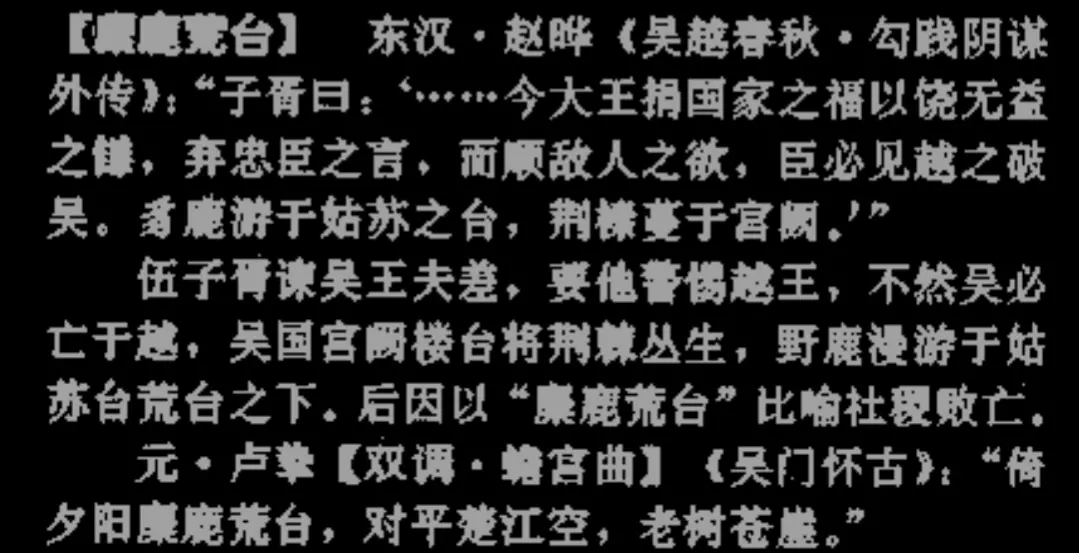 【麋鹿荒台】 东汉·赵晔《吴越春秋·勾践阴谋
外传》：“子胥曰：‘……今大王捐国家之福以饶无益
之雠，弃忠臣之言，而顺敌人之欲，臣必见越之破
吴。豸鹿游于姑苏之台，荆榛蔓于宫阙.’”
伍子胥谏吴王夫差，要他警惕越王，不然吴必
亡于越，吴国宫阙楼台将荆棘丛生，野鹿漫游于姑
苏台荒台之下。后因以“麋鹿荒台”比喻社稷败亡。
元·卢挚【双调·蟾宫曲】《吴门怀古》：“倚
夕阳麋鹿荒台，对平楚江空，老树苍崖。”